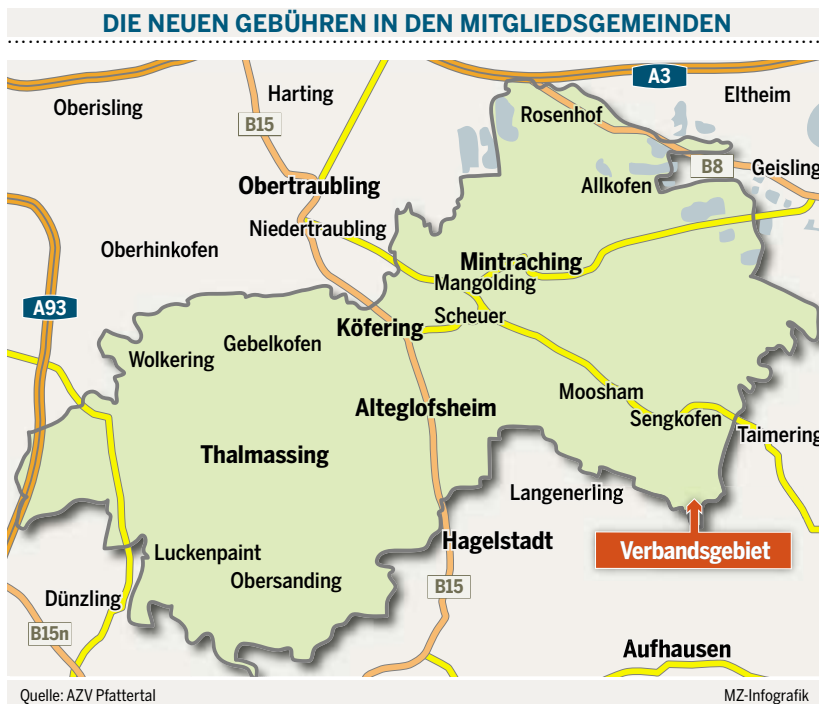 DIE NEUEN GEBÜHREN IN DEN MITGLIEDSGEMEINDEN
A3
Harting
Eltheim
Oberisling
Rosenhof
B15
B8
Geisling
Obertraubling
Allkofen
Niedertraubling
Oberhinkofen
Mintraching
Mangolding
A93
Scheuer
Köfering
Gebelkofen
Wolkering
Moosham
Alteglofsheim
Sengkofen
Taimering
Thalmassing
Langenerling
Hagelstadt
Verbandsgebiet
Luckenpaint
Obersanding
B15
Dünzling
B15n
Aufhausen
Quelle: AZV Pfattertal
MZ-Infografik